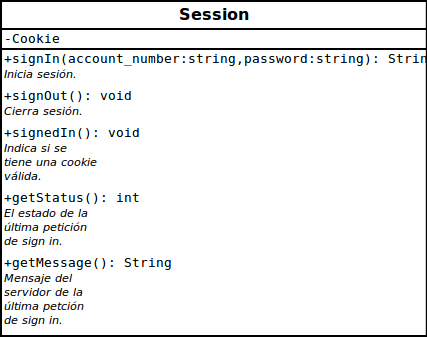 Session
-Cookie
+signIn(account_number:string,password:string): Strin
Inicia sesión.
+signOut(): void
Cierra sesión.
+signedIn(): void
Indica si se
tiene una cookie
válida.
+getStatus(): int
El estado de la
última petición
de sign in.
+getMessage(): String
Mensaje del
servidor de la
última petción
de sign in.